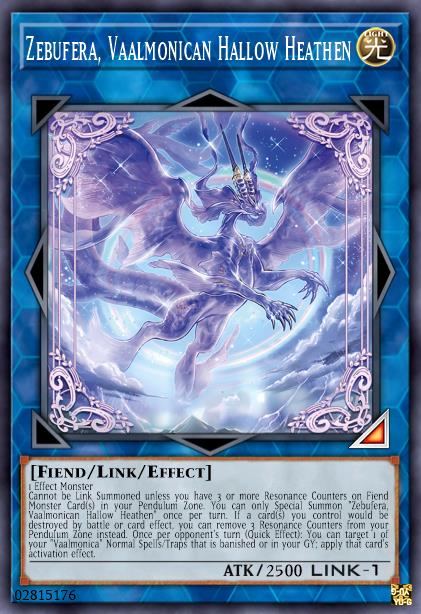 Zebufera, Vaalmonican Hallow Heathen
LIGHT
光
[Fiend/Link/Effect]
1 Effect Monster
Cannot be Link Summoned unless you have 3 or more Resonance Counters on Fiend
Monster Card(s) in your Pendulum Zone. You can only Special Summon "Zebufera,
Vaalmonican Hallow Heathen" once per turn. If a card(s) you control would be
destroyed by battle or card effect, you can remove 3 Resonance Counters from your
Pendulum Zone instead. Once per opponent's turn (Quick Effect): You can target 1 of
your "Vaalmonica" Normal Spells/Traps that is banished or in your GY; apply that card's
activation effect.
ATK/2500 LINK-1
02815176